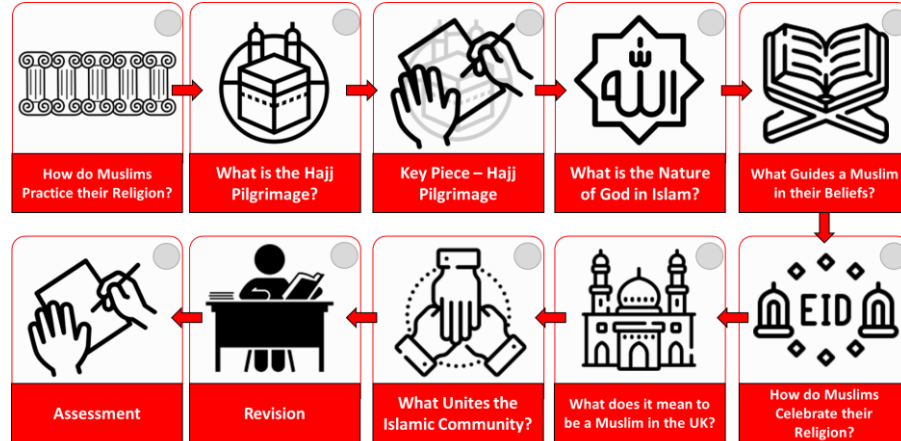 How do Muslims
Practice their Religion?
What is the Hajj
Pilgrimage?
Key Piece – Hajj
Pilgrimage
الله
What is the Nature
of God in Islam?
What Guides a Muslim
in their Beliefs?
EID
How do Muslims
Celebrate their
Religion?
What does it mean to
be a Muslim in the UK?
What Unites the
Islamic Community?
Revision
Assessment